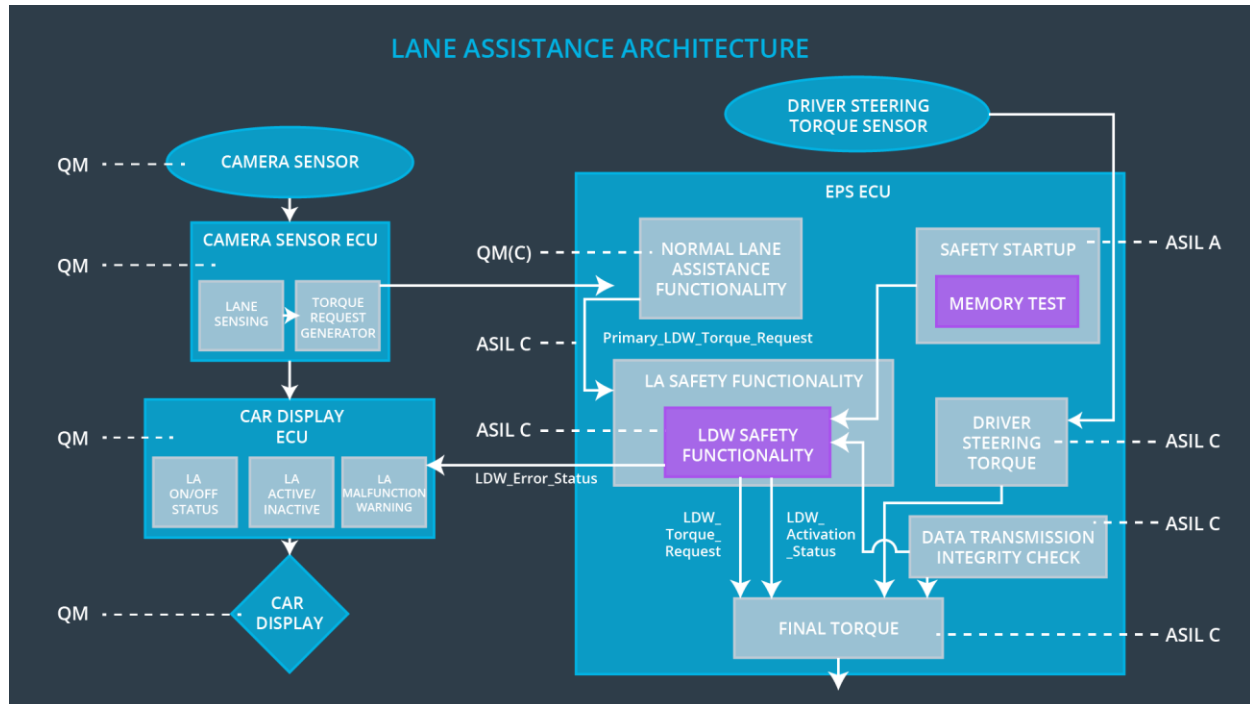 LANE ASSISTANCE ARCHITECTURE
QM
CAMERA SENSOR
QM
CAMERA SENSOR ECU
LANE
SENSING
TORQUE
REQUEST
GENERATOR
QM
CAR DISPLAY
ECU
LA
ON/OFF
STATUS
LA
ACTIVE/
INACTIVE
LA
MALFUNCTION
WARNING
QM
CAR
DISPLAY
DRIVER STEERING
TORQUE SENSOR
EPS ECU
QM(C)
NORMAL LANE
ASSISTANCE
FUNCTIONALITY
SAFETY STARTUP
MEMORY TEST
ASIL A
ASIL C
Primary_LDW_Torque_Request
LA SAFETY FUNCTIONALITY
ASIL C
LDW SAFETY
FUNCTIONALITY
LDW_Error_Status
DRIVER
STEERING
TORQUE
ASIL C
LDW_
Torque_
Request
LDW_
Activation
_Status
DATA TRANSMISSION
INTEGRITY CHECK
ASIL C
FINAL TORQUE
ASIL C